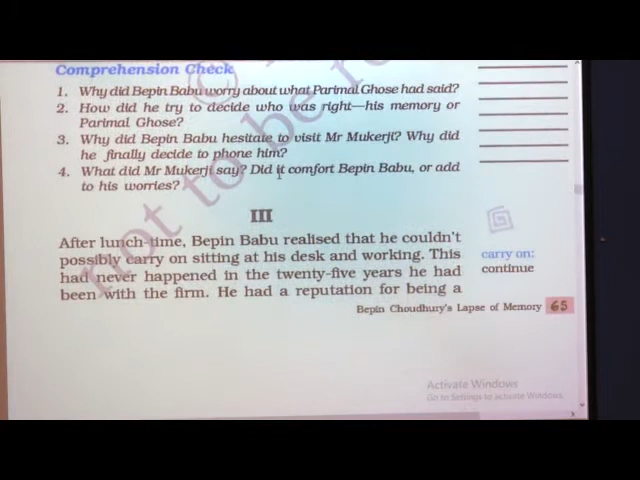 Comprehension Check
1. Why did Bepin Babu worry about what Parimal Ghose had said?
2. How did he try to decide who was right—his memory or
Parimal Ghose?
3. Why did Bepin Babu hesitate to visit Mr Mukerji? Why did
he finally decide to phone him?
4. What did Mr Mukerji say? Did it comfort Bepin Babu, or add
to his worries?
III
After lunch-time, Bepin Babu realised that he couldn't
possibly carry on sitting at his desk and working. This
had never happened in the twenty-five years he had
been with the firm. He had a reputation for being a
carry on:
continue
Bepin Choudhury's Lapse of Memory 65
Activate Windows
Go to Settings to activate Windows.
not to be re
©